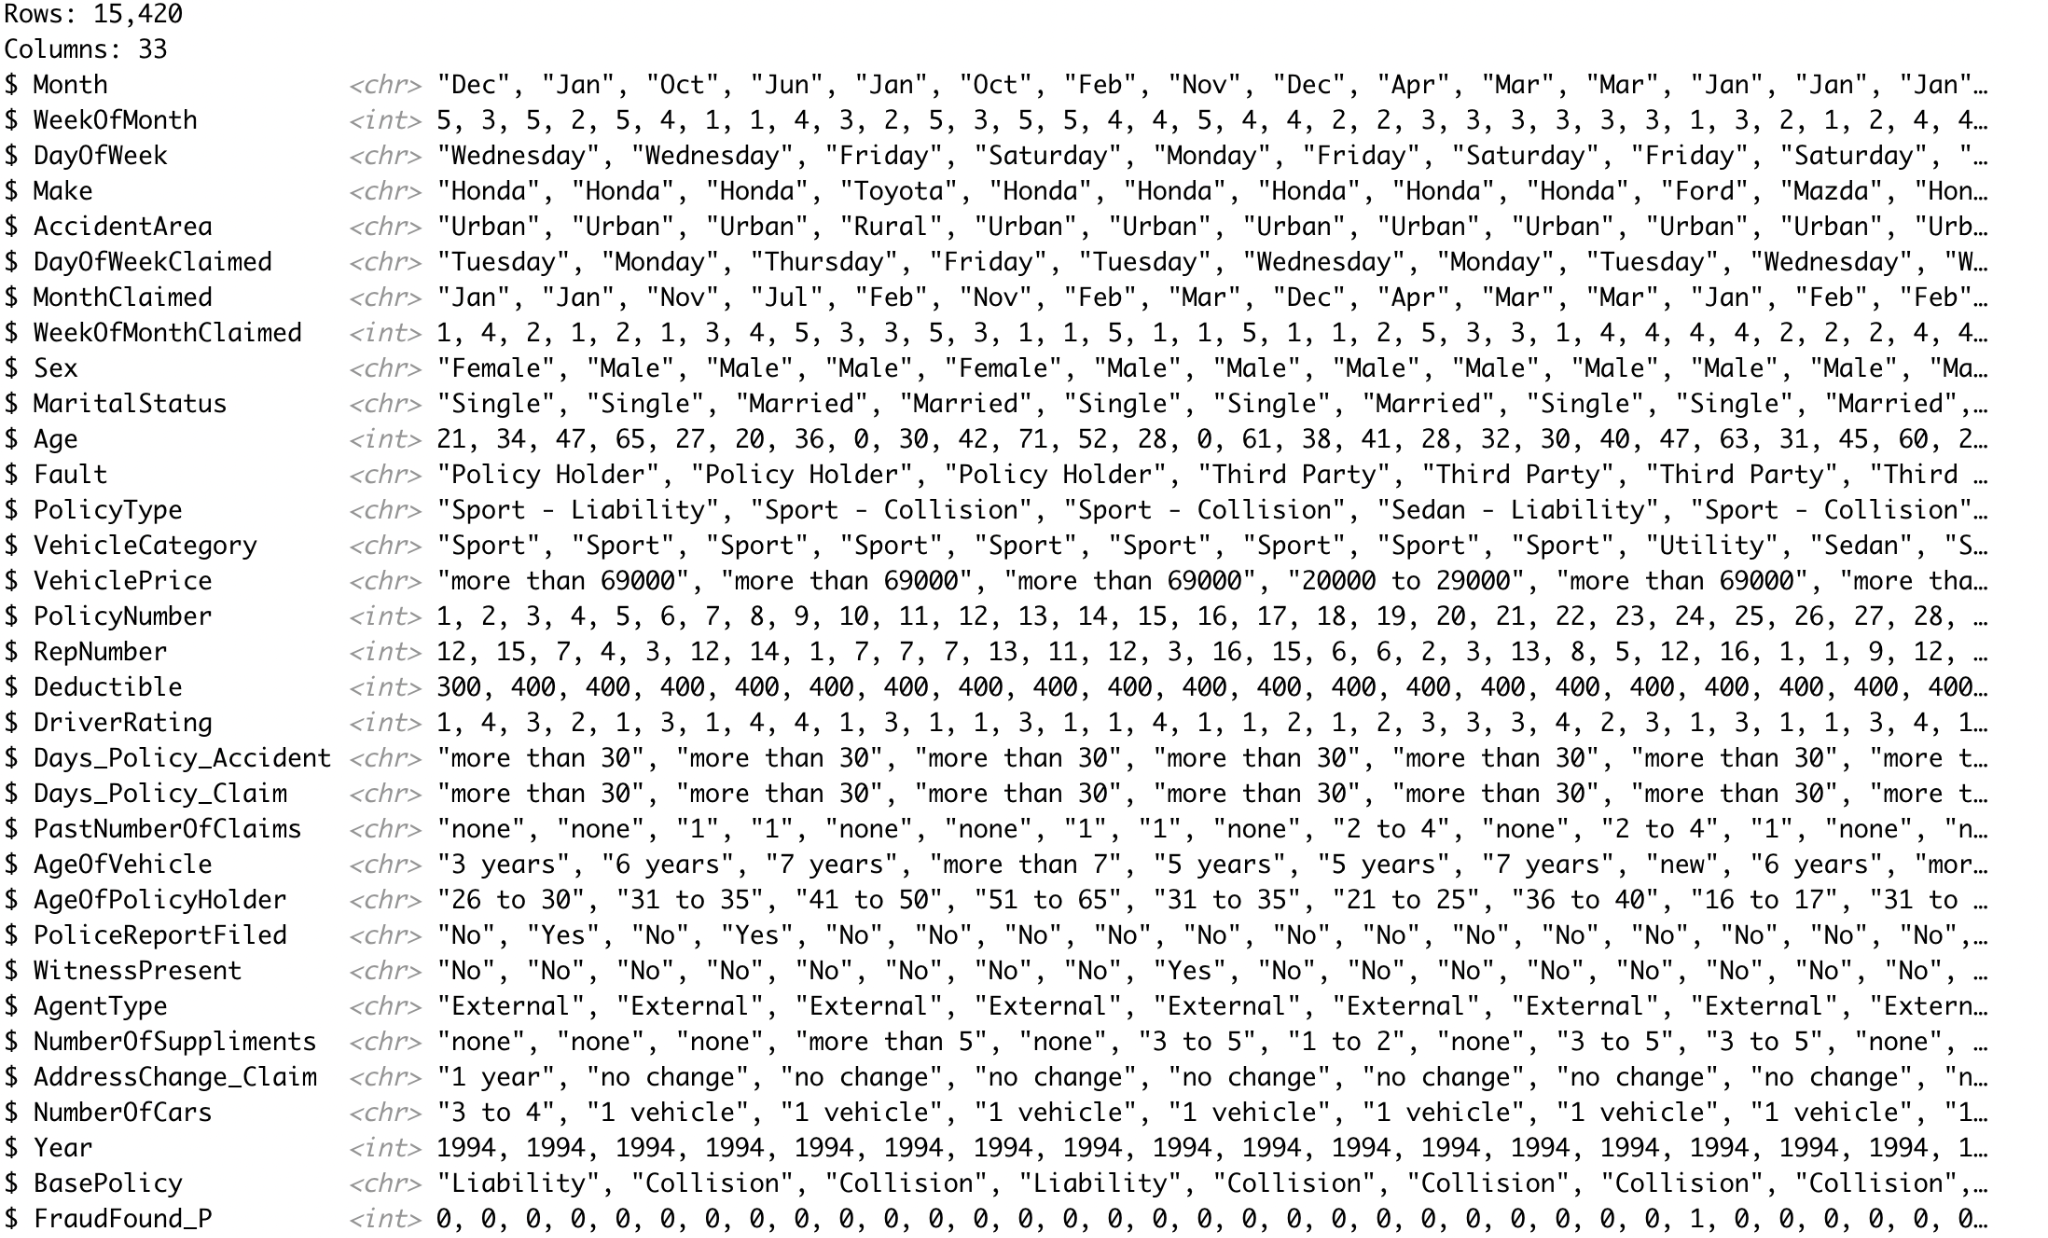 Rows: 15,420
Columns: 33
$ Month <chr> "Dec", "Jan", "Oct", "Jun", "Jan", "Oct", "Feb", "Nov", "Dec", "Apr", "Mar", "Mar", "Jan", "Jan", "Jan"…
$ WeekOfMonth <int> 5, 3, 5, 2, 5, 4, 1, 1, 4, 3, 2, 5, 3, 5, 5, 4, 4, 5, 4, 4, 2, 2, 3, 3, 3, 3, 3, 3, 1, 3, 2, 1, 2, 4, 4…
$ DayOfWeek <chr> "Wednesday", "Wednesday", "Friday", "Saturday", "Monday", "Friday", "Saturday", "Friday", "Saturday", "…
$ Make <chr> "Honda", "Honda", "Honda", "Toyota", "Honda", "Honda", "Honda", "Honda", "Honda", "Ford", "Mazda", "Hon…
$ AccidentArea <chr> "Urban", "Urban", "Urban", "Rural", "Urban", "Urban", "Urban", "Urban", "Urban", "Urban", "Urban", "Urb…
$ DayOfWeekClaimed <chr> "Tuesday", "Monday", "Thursday", "Friday", "Tuesday", "Wednesday", "Monday", "Tuesday", "Wednesday", "W…
$ MonthClaimed <chr> "Jan", "Jan", "Nov", "Jul", "Feb", "Nov", "Feb", "Mar", "Dec", "Apr", "Mar", "Mar", "Jan", "Feb", "Feb"…
$ WeekOfMonthClaimed <int> 1, 4, 2, 1, 2, 1, 3, 4, 5, 3, 3, 5, 3, 1, 1, 5, 1, 1, 5, 1, 1, 2, 5, 3, 3, 1, 4, 4, 4, 4, 2, 2, 2, 4, 4…
$ Sex <chr> "Female", "Male", "Male", "Male", "Female", "Male", "Male", "Male", "Male", "Male", "Male", "Male", "Ma…
$ MaritalStatus <chr> "Single", "Single", "Married", "Married", "Single", "Single", "Married", "Single", "Single", "Married",…
$ Age <int> 21, 34, 47, 65, 27, 20, 36, 0, 30, 42, 71, 52, 28, 0, 61, 38, 41, 28, 32, 30, 40, 47, 63, 31, 45, 60, 2…
$ Fault <chr> "Policy Holder", "Policy Holder", "Policy Holder", "Third Party", "Third Party", "Third Party", "Third …
$ PolicyType <chr> "Sport - Liability", "Sport - Collision", "Sport - Collision", "Sedan - Liability", "Sport - Collision"…
$ VehicleCategory <chr> "Sport", "Sport", "Sport", "Sport", "Sport", "Sport", "Sport", "Sport", "Sport", "Utility", "Sedan", "S…
$ VehiclePrice <chr> "more than 69000", "more than 69000", "more than 69000", "20000 to 29000", "more than 69000", "more tha…
$ PolicyNumber <int> 1, 2, 3, 4, 5, 6, 7, 8, 9, 10, 11, 12, 13, 14, 15, 16, 17, 18, 19, 20, 21, 22, 23, 24, 25, 26, 27, 28, …
$ RepNumber <int> 12, 15, 7, 4, 3, 12, 14, 1, 7, 7, 7, 13, 11, 12, 3, 16, 15, 6, 6, 2, 3, 13, 8, 5, 12, 16, 1, 1, 9, 12, …
$ Deductible <int> 300, 400, 400, 400, 400, 400, 400, 400, 400, 400, 400, 400, 400, 400, 400, 400, 400, 400, 400, 400, 400…
$ DriverRating <int> 1, 4, 3, 2, 1, 3, 1, 4, 4, 1, 3, 1, 1, 3, 1, 1, 4, 1, 1, 2, 1, 2, 3, 3, 3, 4, 2, 3, 1, 3, 1, 1, 3, 4, 1…
$ Days_Policy_Accident <chr> "more than 30", "more than 30", "more than 30", "more than 30", "more than 30", "more than 30", "more t…
$ Days_Policy_Claim <chr> "more than 30", "more than 30", "more than 30", "more than 30", "more than 30", "more than 30", "more t…
$ PastNumberOfClaims <chr> "none", "none", "1", "1", "none", "none", "1", "1", "none", "2 to 4", "none", "2 to 4", "1", "none", "n…
$ AgeOfVehicle <chr> "3 years", "6 years", "7 years", "more than 7", "5 years", "5 years", "7 years", "new", "6 years", "mor…
$ AgeOfPolicyHolder <chr> "26 to 30", "31 to 35", "41 to 50", "51 to 65", "31 to 35", "21 to 25", "36 to 40", "16 to 17", "31 to …
$ PoliceReportFiled <chr> "No", "Yes", "No", "Yes", "No", "No", "No", "No", "No", "No", "No", "No", "No", "No", "No", "No", "No",…
$ WitnessPresent <chr> "No", "No", "No", "No", "No", "No", "No", "No", "Yes", "No", "No", "No", "No", "No", "No", "No", "No", …
$ AgentType <chr> "External", "External", "External", "External", "External", "External", "External", "External", "Extern…
$ NumberOfSuppliments <chr> "none", "none", "none", "more than 5", "none", "3 to 5", "1 to 2", "none", "3 to 5", "3 to 5", "none", …
$ AddressChange_Claim <chr> "1 year", "no change", "no change", "no change", "no change", "no change", "no change", "no change", "n…
$ NumberOfCars <chr> "3 to 4", "1 vehicle", "1 vehicle", "1 vehicle", "1 vehicle", "1 vehicle", "1 vehicle", "1 vehicle", "1…
$ Year <int> 1994, 1994, 1994, 1994, 1994, 1994, 1994, 1994, 1994, 1994, 1994, 1994, 1994, 1994, 1994, 1994, 1994, 1…
$ BasePolicy <chr> "Liability", "Collision", "Collision", "Liability", "Collision", "Collision", "Collision", "Collision",…
$ FraudFound_P <int> 0, 0, 0, 0, 0, 0, 0, 0, 0, 0, 0, 0, 0, 0, 0, 0, 0, 0, 0, 0, 0, 0, 0, 0, 0, 0, 0, 0, 1, 0, 0, 0, 0, 0, 0…